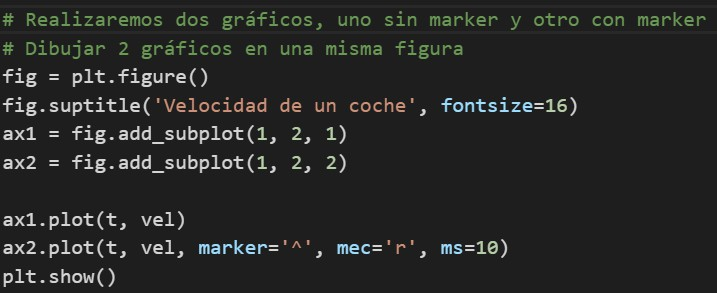 # Realizaremos dos gráficos, uno sin marker y otro con marker
# Dibujar 2 gráficos en una misma figura
fig = plt.figure()
fig.suptitle('Velocidad de un coche', fontsize=16)
ax1 = fig.add_subplot(1, 2, 1)
ax2 = fig.add_subplot(1, 2, 2)

ax1.plot(t, vel)
ax2.plot(t, vel, marker='^', mec='r', ms=10)
plt.show()